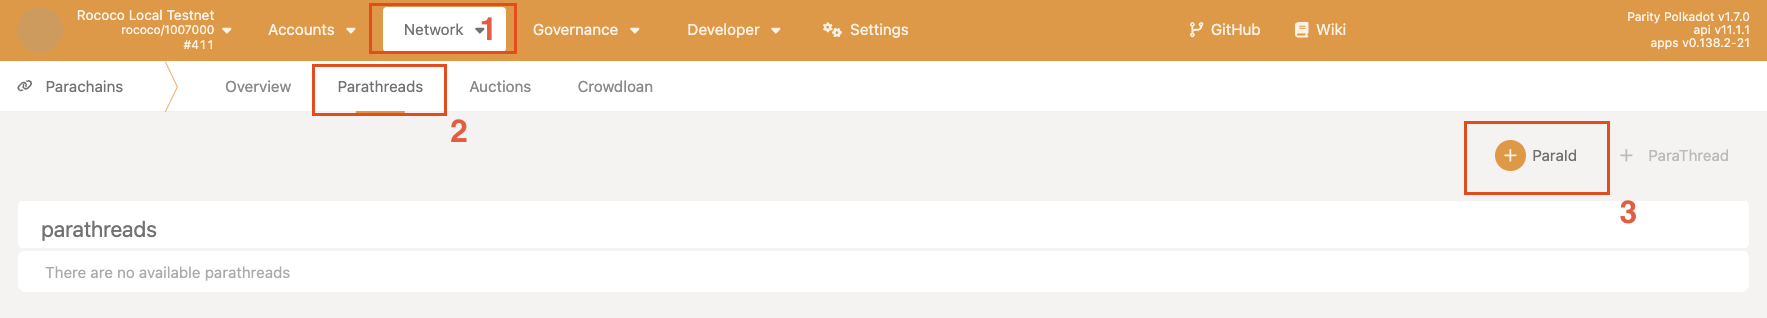 Rococo Local Testnet
rococo/1007000
#411
Accounts
Network
1
Governance
Developer
Settings
GitHub
Wiki
Parity Polkadot v1.7.0
api v11.1.1
apps v0.138.2-21
Parachains
Overview
Parathreads
Auctions
Crowdloan
2
ParaId
ParaThread
3
parathreads
There are no available parathreads